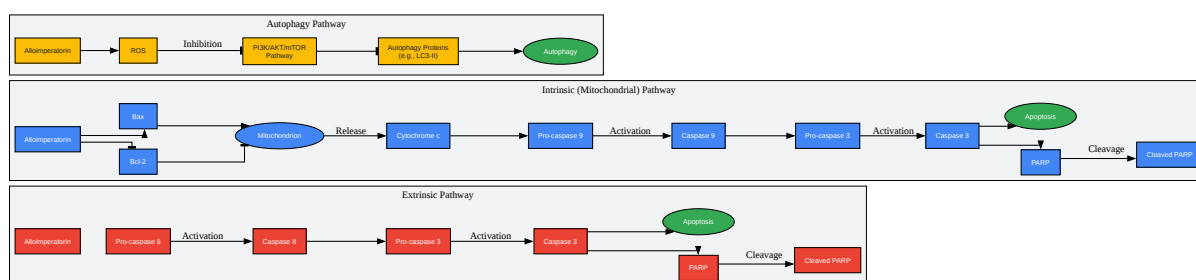 Autophagy Pathway
Alloimperatorin
ROS
Inhibition
PI3K/AKT/mTOR
Pathway
Autophagy Proteins
(e.g., LC3-II)
Autophagy
Intrinsic (Mitochondrial) Pathway
Alloimperatorin
Bax
Bcl-2
Mitochondrion
Release
Cytochrome c
Pro-caspase 9
Activation
Caspase 9
Pro-caspase 3
Activation
Caspase 3
Apoptosis
PARP
Cleavage
Cleaved PARP
Extrinsic Pathway
Alloimperatorin
Pro-caspase 8
Activation
Caspase 8
Pro-caspase 3
Activation
Caspase 3
Apoptosis
PARP
Cleavage
Cleaved PARP